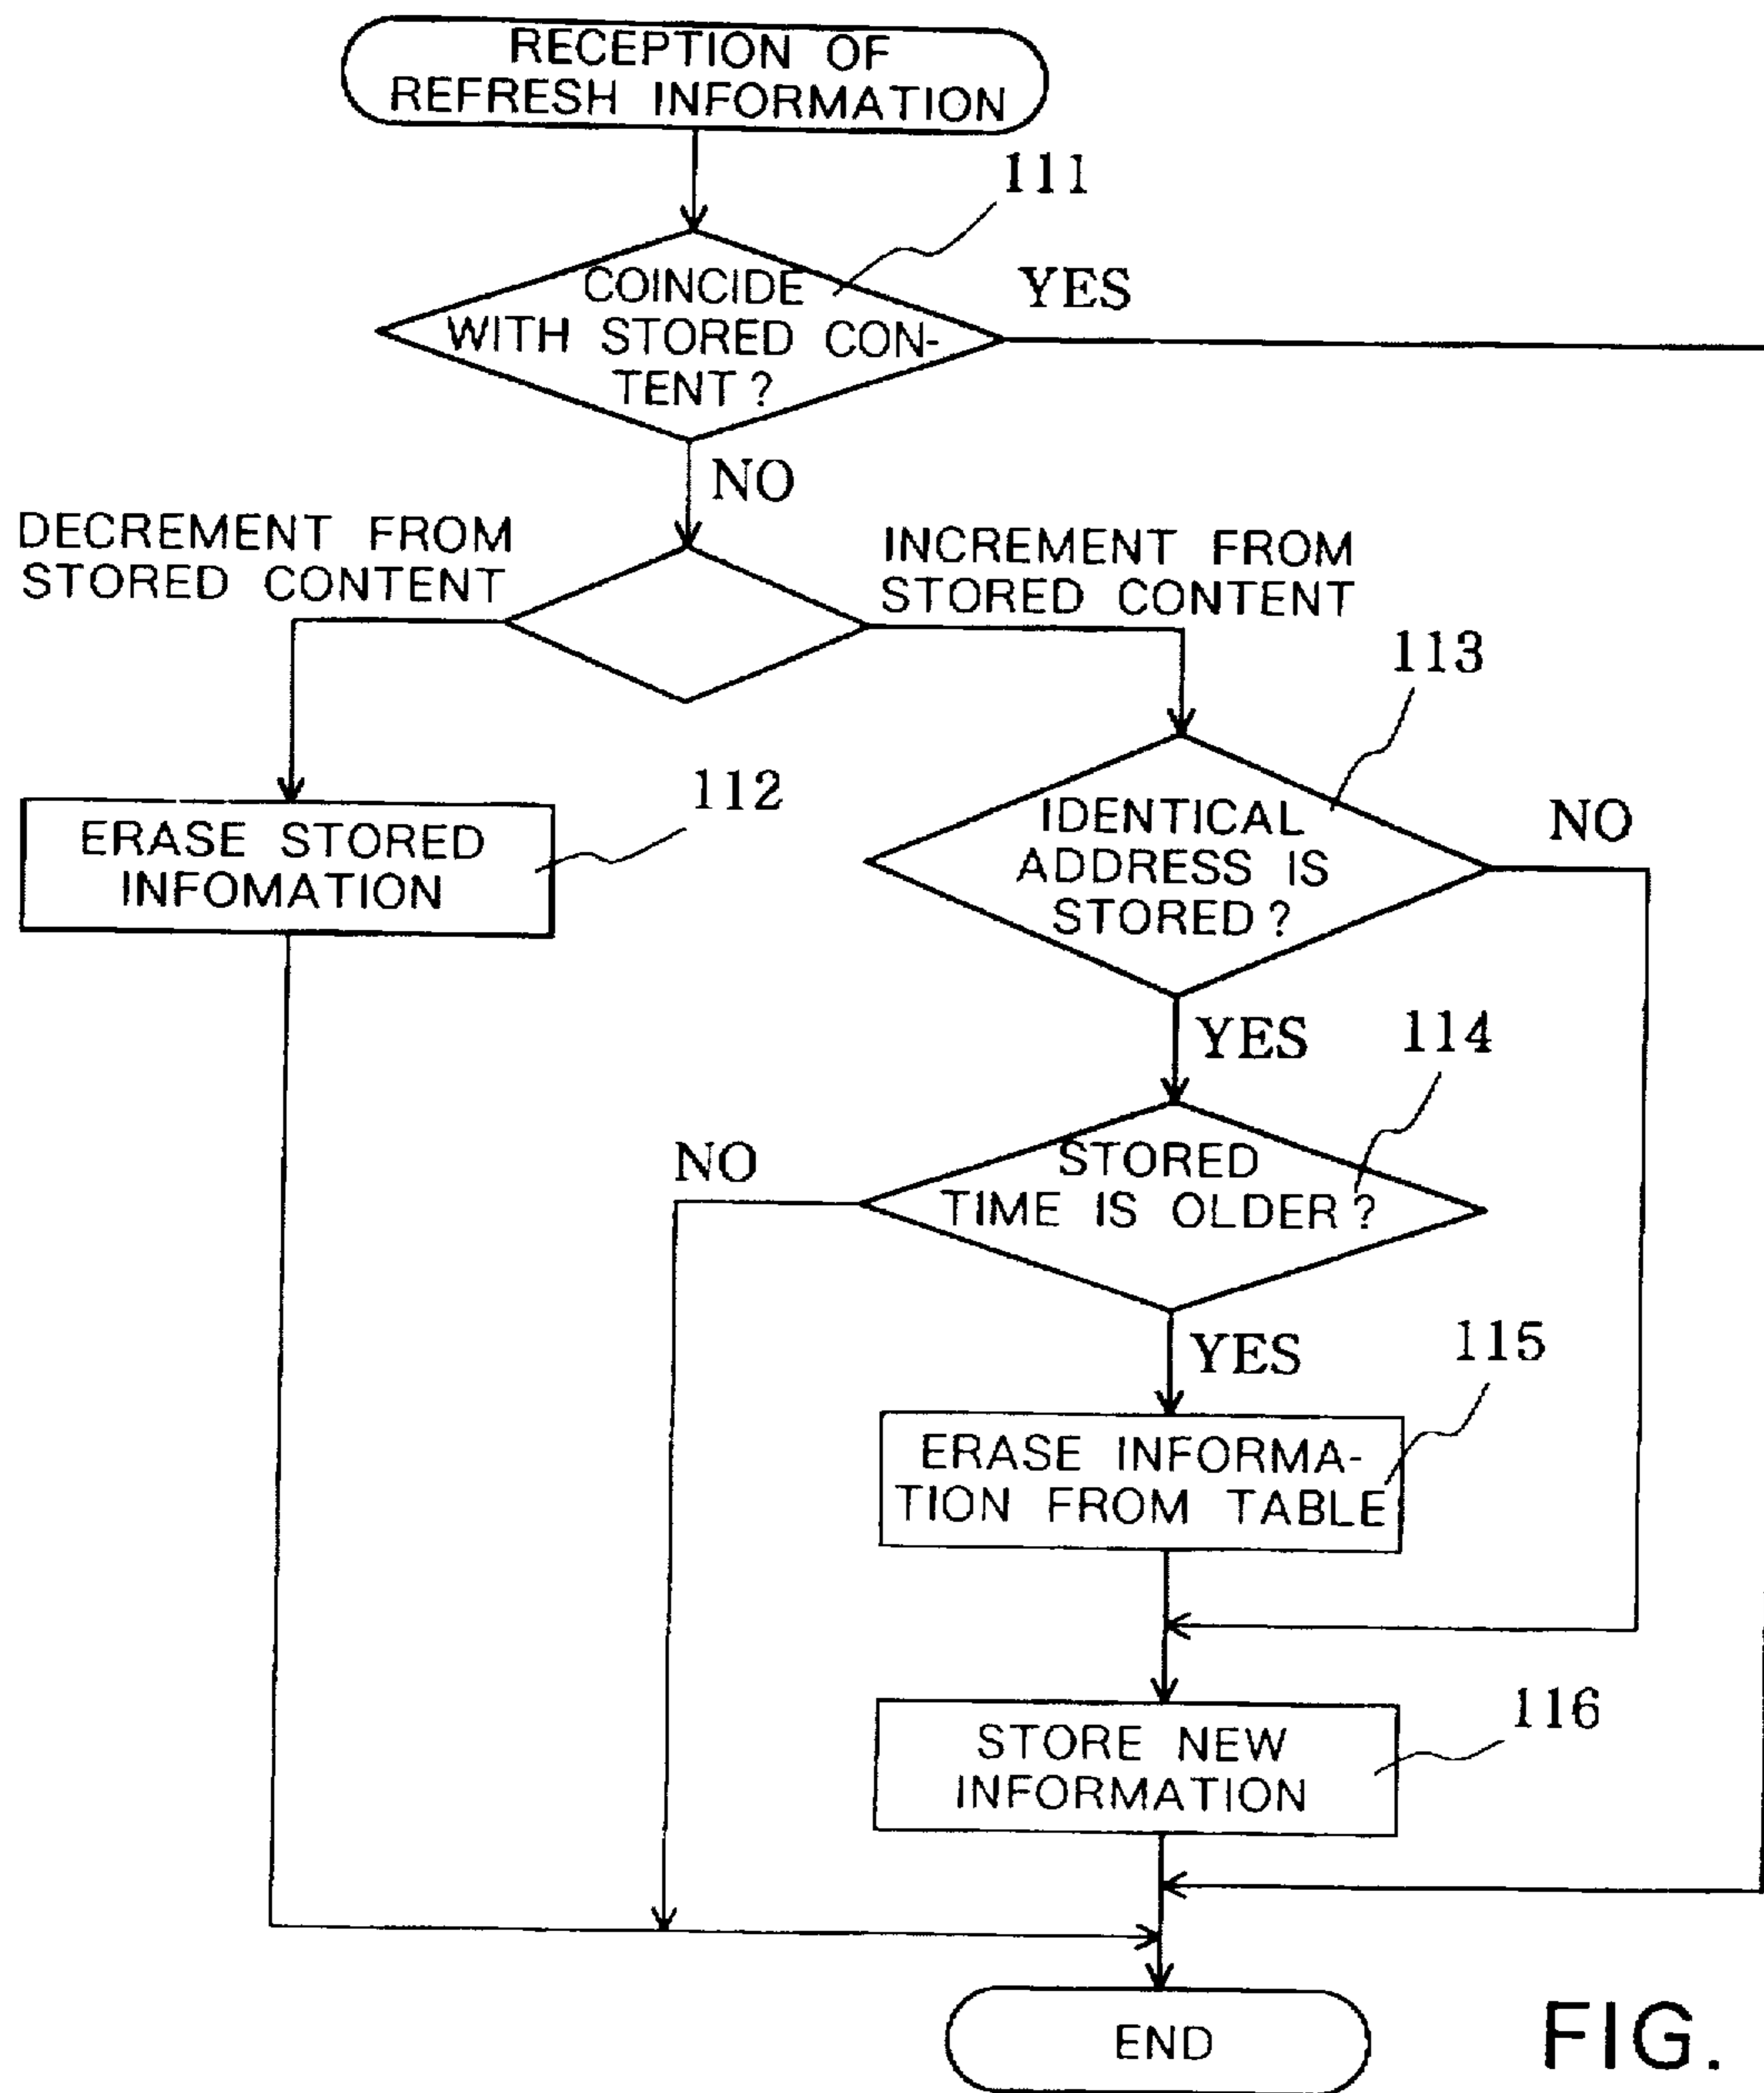 RECEPTION OF
REFRESH INFORMATION
111
COINCIDE
WITH STORED CON-
TENT?
YES
NO
DECREMENT FROM
STORED CONTENT
INCREMENT FROM
STORED CONTENT
113
112
ERASE STORED
INFOMATION
IDENTICAL
ADDRESS IS
STORED?
NO
YES
114
NO
STORED
TIME IS OLDER?
YES
115
ERASE INFORMA-
TION FROM TABLE
116
STORE NEW
INFORMATION
END
FIG.